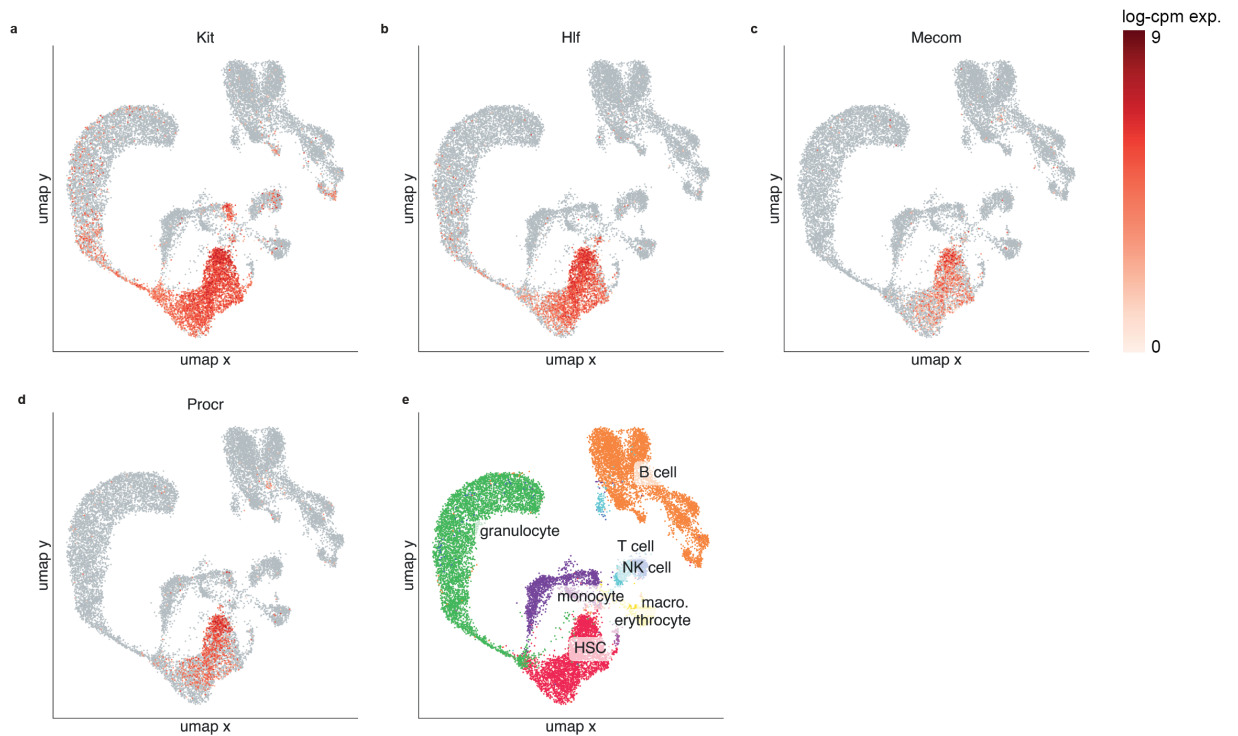 log-cpm exp.
a
Kit
b
Hlf
c
Mecom
9
0
umap y
umap x
umap y
umap x
umap y
umap x
d
Procr
e
umap y
umap x
umap y
B cell
granulocyte
T cell
NK cell
monocyte
macro.
erythrocyte
HSC
umap x